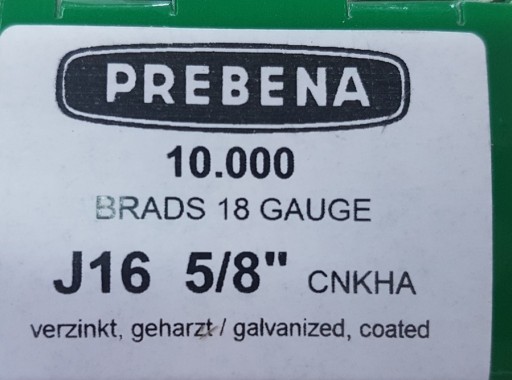 PREBENA
10.000
BRADS 18 GAUGE
J16 5/8" CNKHA
verzinkt, geharzt / galvanized, coated